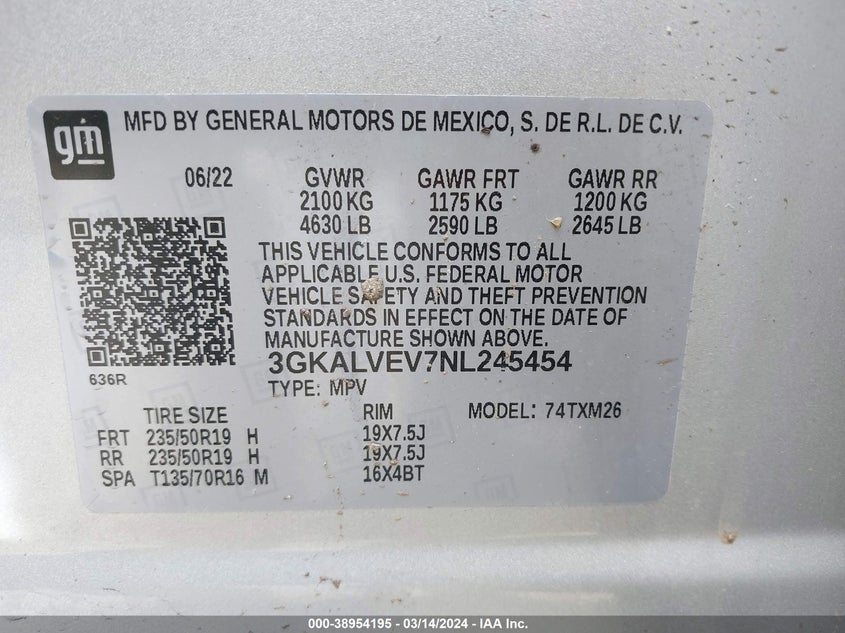 gm
MFD BY GENERAL MOTORS DE MEXICO, S. DE R.L. DE C.V.
06/22 GVWR GAWR FRT GAWR RR
2100 KG 1175 KG 1200 KG
4630 LB 2590 LB 2645 LB
THIS VEHICLE CONFORMS TO ALL
APPLICABLE U.S. FEDERAL MOTOR
VEHICLE SAFETY AND THEFT PREVENTION
STANDARDS IN EFFECT ON THE DATE OF
MANUFACTURE SHOWN ABOVE.
3GKALVEV7NL245454
636R
TYPE: MPV
TIRE SIZE RIM MODEL: 74TXM26
FRT 235/50R19 H 19X7.5J
RR 235/50R19 H 19X7.5J
SPA T135/70R16 M 16X4BT
000-38954195 - 03/14/2024 - IAA Inc.